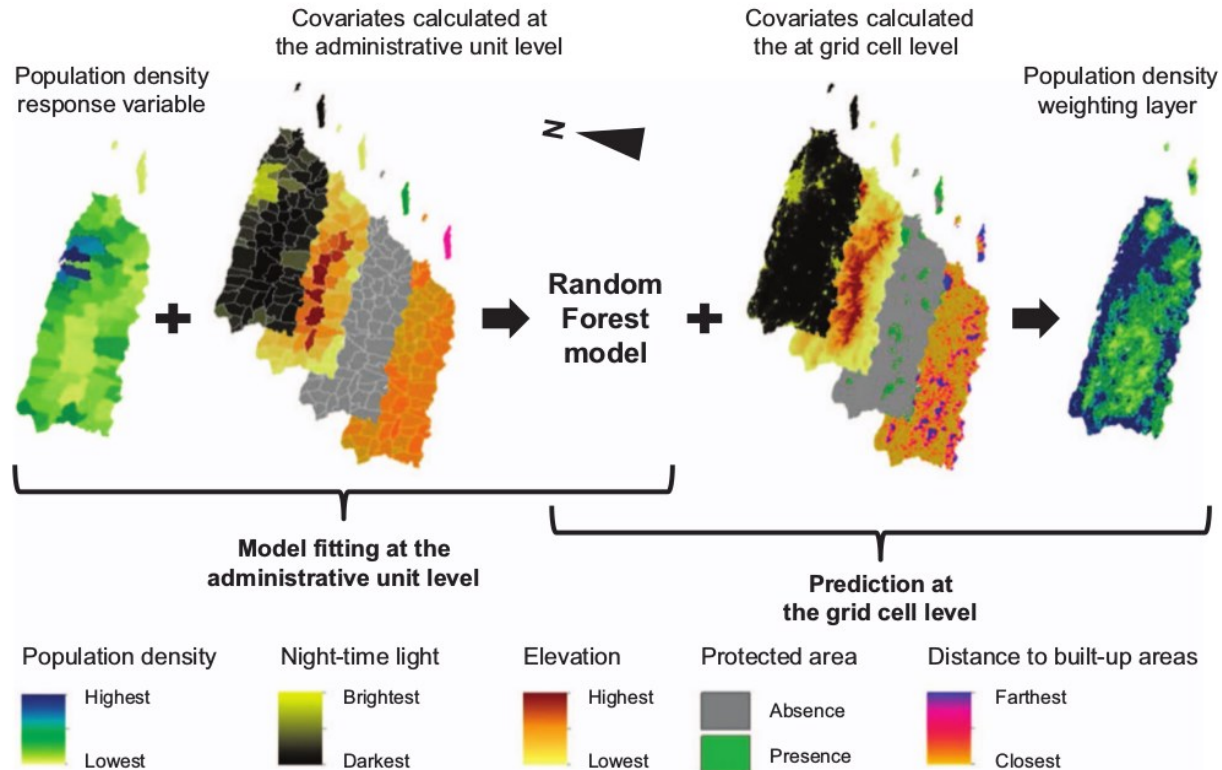 Covariates calculated at
the administrative unit level
Covariates calculated
the at grid cell level
Population density
response variable
Population density
weighting layer
N
Random
Forest
model
Model fitting at the
administrative unit level
Prediction at
the grid cell level
Population density
Highest
Lowest
Night-time light
Brightest
Darkest
Elevation
Highest
Lowest
Protected area
Absence
Presence
Distance to built-up areas
Farthest
Closest